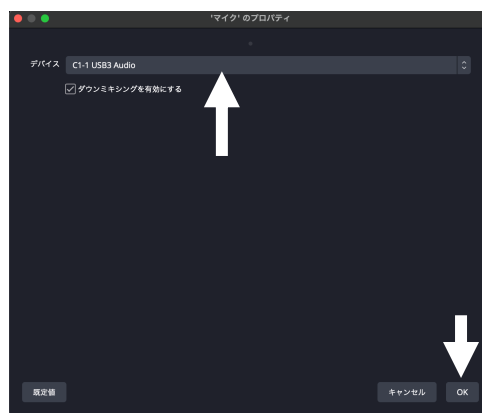 'マイク' のプロパティ
デバイス C1-1 USB3 Audio
ダウンミキシングを有効にする
既定値 キャンセル OK